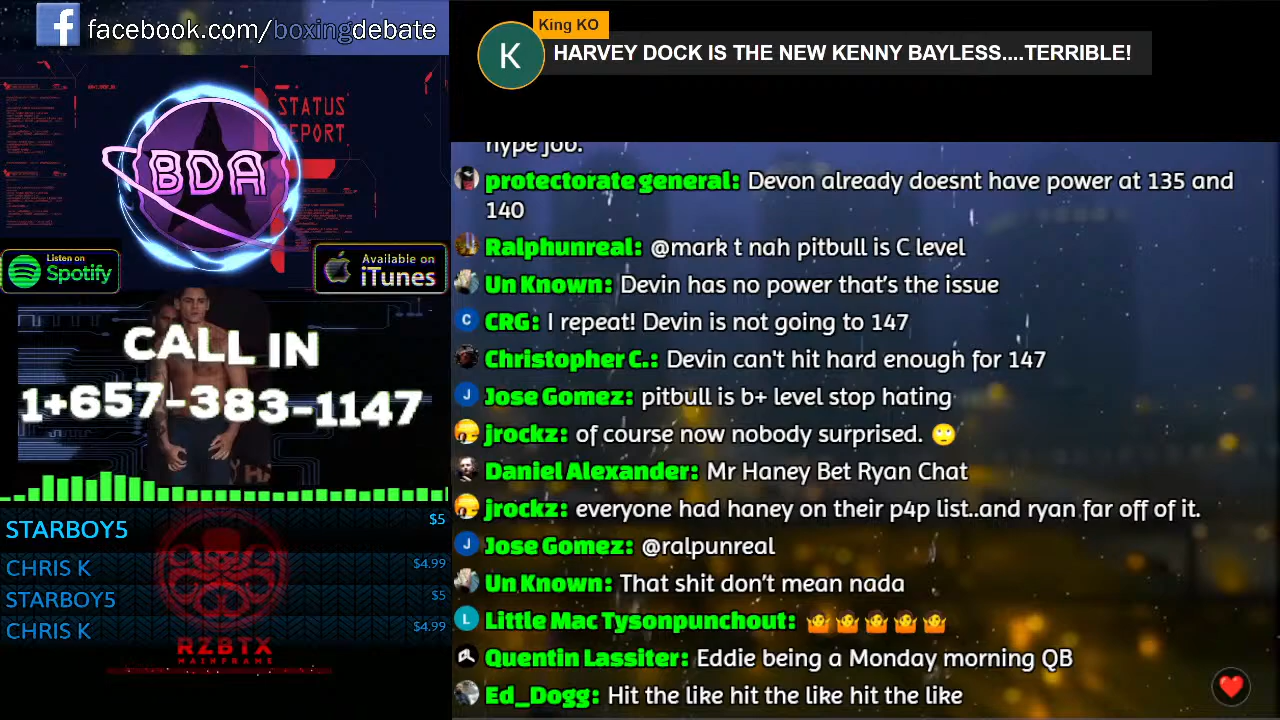 facebook.com/boxingdebate
STATUS
REPORT
BDA
Listen on
Spotify
Available on
iTunes
CALL IN
1+657-383-1147
STARBOY5 $5
CHRIS K $4.99
STARBOY5 $5
CHRIS K $4.99
RZBTX
MAINFRAME
King KO
K
HARVEY DOCK IS THE NEW KENNY BAYLESS....TERRIBLE!
hype job.
protectorate general: Devon already doesnt have power at 135 and
140
Ralphunreal: @mark t nah pitbull is C level
Un Known: Devin has no power that's the issue
C CRG: I repeat! Devin is not going to 147
Christopher C.: Devin can't hit hard enough for 147
J Jose Gomez: pitbull is b+ level stop hating
jrockz: of course now nobody surprised. 🙄
Daniel Alexander: Mr Haney Bet Ryan Chat
jrockz: everyone had haney on their p4p list..and ryan far off of it.
J Jose Gomez: @ralpunreal
Un Known: That shit don't mean nada
L Little Mac Tysonpunchout: 🤷🤷🤷🤷🤷
Quentin Lassiter: Eddie being a Monday morning QB
Ed_Dogg: Hit the like hit the like hit the like